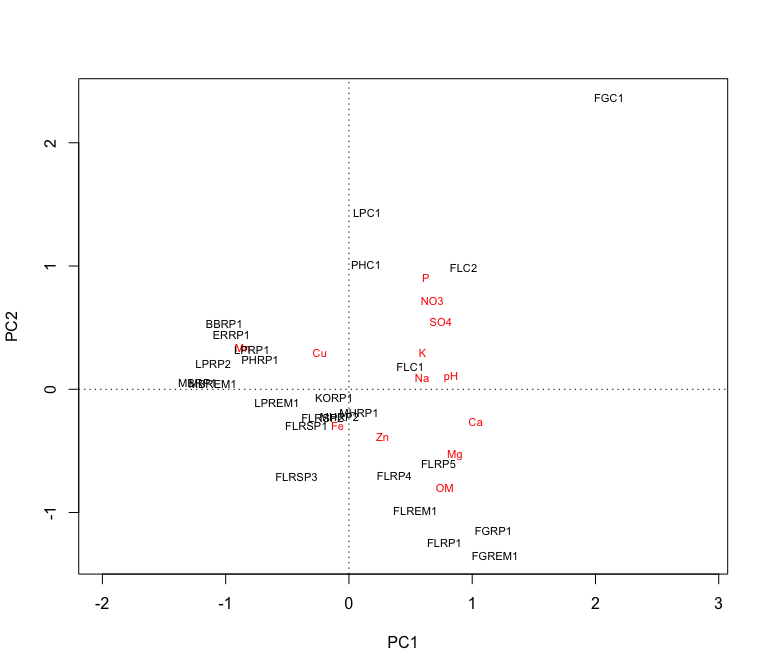 FGC1
LPC1
PHC1
FLC2
P
NO3
SO4
BBRP1
ERRP1
LPRP1
Cu
K
PHRP1
LPRP2
FLC1
Na
pH
MBREM1
KORP1
LPREM1
MHRP1
MHRP2
FLRSP1
Fe
Ca
Zn
Mg
FLRP5
FLRSP3
FLRP4
OM
FLREM1
FGRP1
FLRP1
FGREM1
2
1
0
-1
PC2
-2
-1
0
1
2
3
PC1